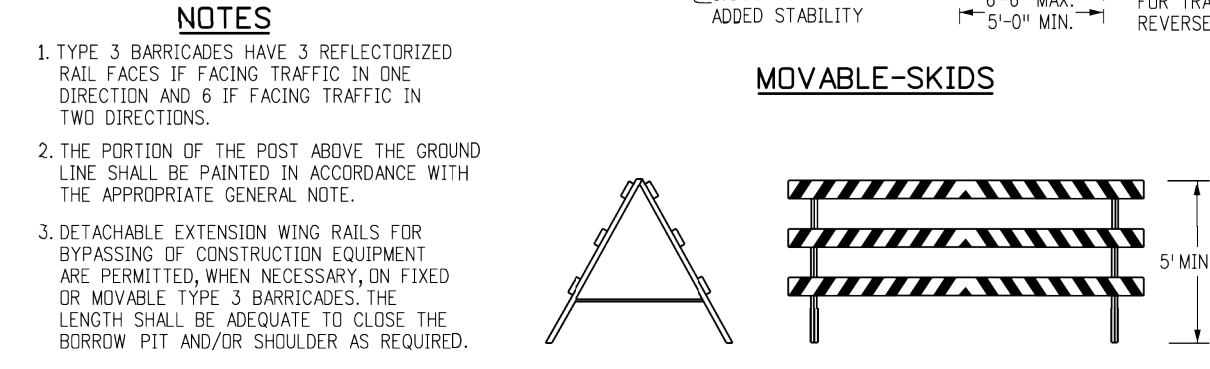 NOTES
1. TYPE 3 BARRICADES HAVE 3 REFLECTORIZED
RAIL FACES IF FACING TRAFFIC IN ONE
DIRECTION AND 6 IF FACING TRAFFIC IN
TWO DIRECTIONS.
2. THE PORTION OF THE POST ABOVE THE GROUND
LINE SHALL BE PAINTED IN ACCORDANCE WITH
THE APPROPRIATE GENERAL NOTE.
3. DETACHABLE EXTENSION WING RAILS FOR
BYPASSING OF CONSTRUCTION EQUIPMENT
ARE PERMITTED, WHEN NECESSARY, ON FIXED
OR MOVABLE TYPE 3 BARRICADES. THE
LENGTH SHALL BE ADEQUATE TO CLOSE THE
BORROW PIT AND/OR SHOULDER AS REQUIRED.
ADDED STABILITY
MAX.
5'-0" MIN.
FOR TRA
REVERSE
MOVABLE-SKIDS
5' MIN